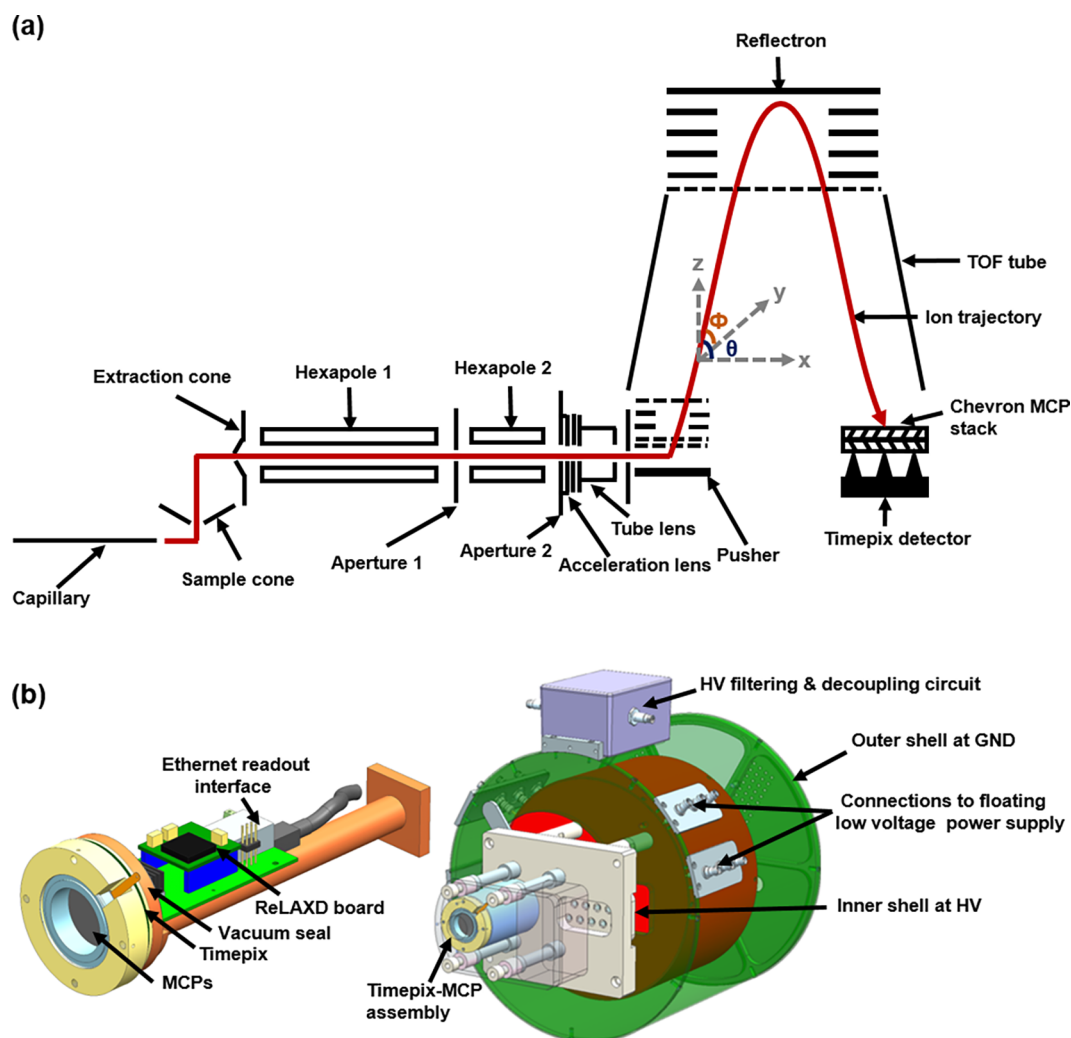 (a)
Reflectron
TOF tube
z
y
Φ
Ion trajectory
θ
x
Extraction cone
Hexapole 1
Hexapole 2
Chevron MCP
stack
Tube lens
Aperture 1
Aperture 2
Acceleration lens
Pusher
Timepix detector
Sample cone
Capillary
(b)
HV filtering & decoupling circuit
Outer shell at GND
Ethernet readout
interface
Connections to floating
low voltage power supply
ReLAXD board
Inner shell at HV
Vacuum seal
Timepix
MCPs
Timepix-MCP
assembly